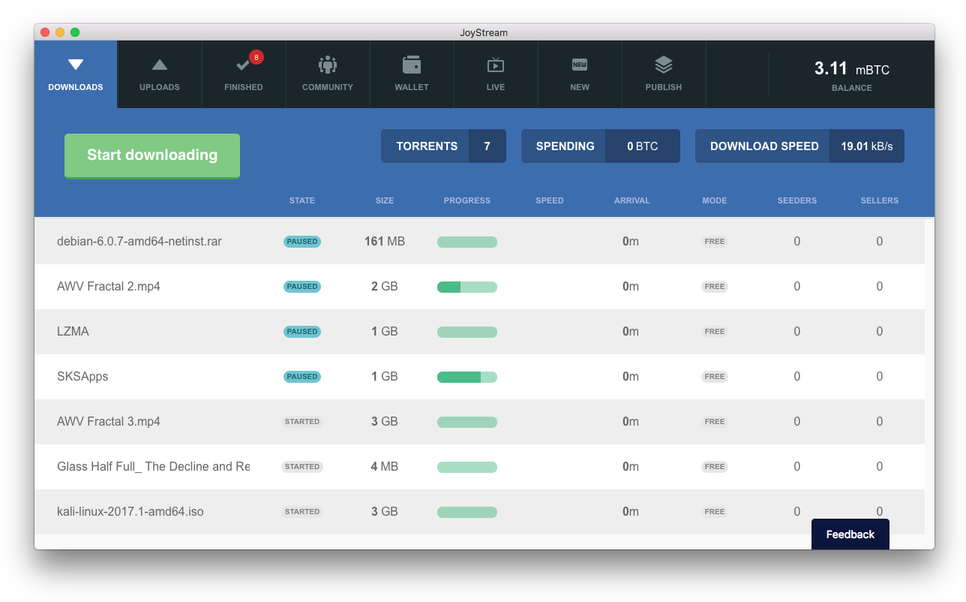 JoyStream
DOWNLOADS
UPLOADS
8
FINISHED
COMMUNITY
WALLET
LIVE
NEW
NEW
PUBLISH
3.11 mBTC
BALANCE
Start downloading
TORRENTS 7
SPENDING 0 BTC
DOWNLOAD SPEED 19.01 kB/s
STATE SIZE PROGRESS SPEED ARRIVAL MODE SEEDERS SELLERS
debian-6.0.7-amd64-netinst.rar PAUSED 161 MB 0m FREE 0 0
AWV Fractal 2.mp4 PAUSED 2 GB 0m FREE 0 0
LZMA PAUSED 1 GB 0m FREE 0 0
SKSApps PAUSED 1 GB 0m FREE 0 0
AWV Fractal 3.mp4 STARTED 3 GB 0m FREE 0 0
Glass Half Full_ The Decline and Re STARTED 4 MB 0m FREE 0 0
kali-linux-2017.1-amd64.iso STARTED 3 GB 0m FREE 0 0
Feedback